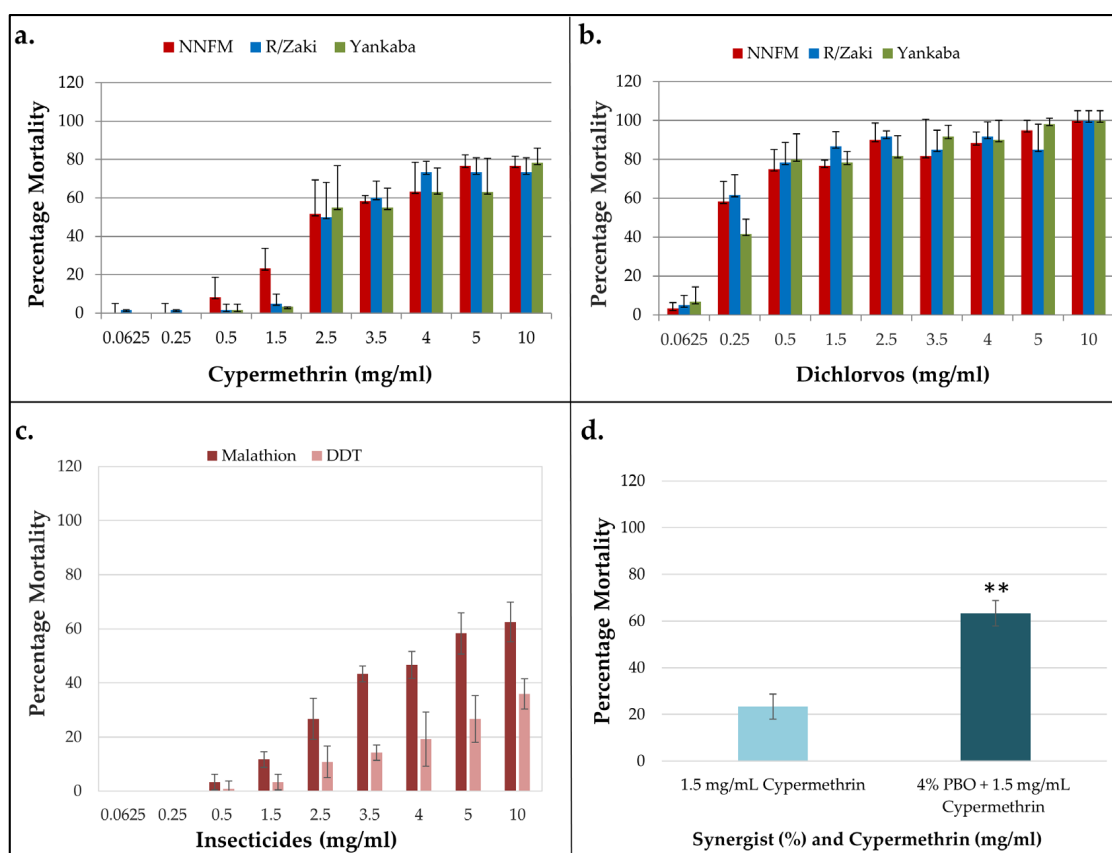 a.
NNFM R/Zaki Yankaba
Percentage Mortality
120
100
80
60
40
20
0
0.0625 0.25 0.5 1.5 2.5 3.5 4 5 10
Cypermethrin (mg/ml)
b.
NNFM R/Zaki Yankaba
Percentage Mortality
120
100
80
60
40
20
0
0.0625 0.25 0.5 1.5 2.5 3.5 4 5 10
Dichlorvos (mg/ml)
c.
Malathion DDT
Percentage Mortality
120
100
80
60
40
20
0
0.0625 0.25 0.5 1.5 2.5 3.5 4 5 10
Insecticides (mg/ml)
d.
Percentage Mortality
120
100
80
60
40
20
0
**
1.5 mg/mL Cypermethrin
4% PBO + 1.5 mg/mL
Cypermethrin
Synergist (%) and Cypermethrin (mg/ml)